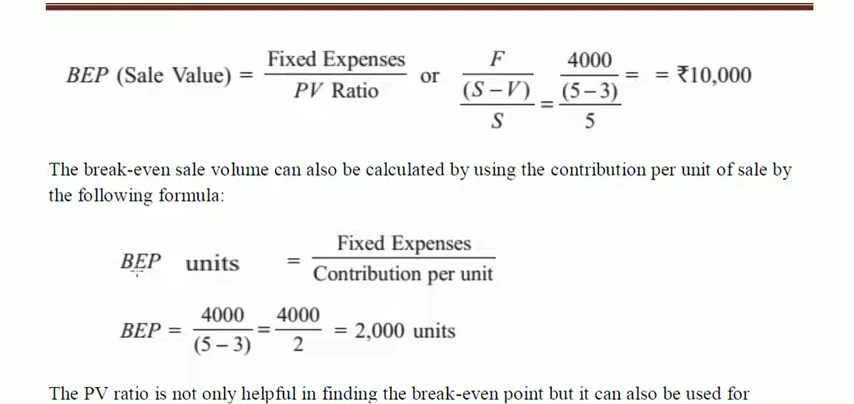 BEP (Sale Value) = Fixed Expenses / PV Ratio or F / ((S – V) / S) = 4000 / ((5 – 3) / 5) = = ₹10,000
The break-even sale volume can also be calculated by using the contribution per unit of sale by
the following formula:
BEP units = Fixed Expenses / Contribution per unit
BEP = 4000 / (5 – 3) = 4000 / 2 = 2,000 units
The PV ratio is not only helpful in finding the break-even point but it can also be used for